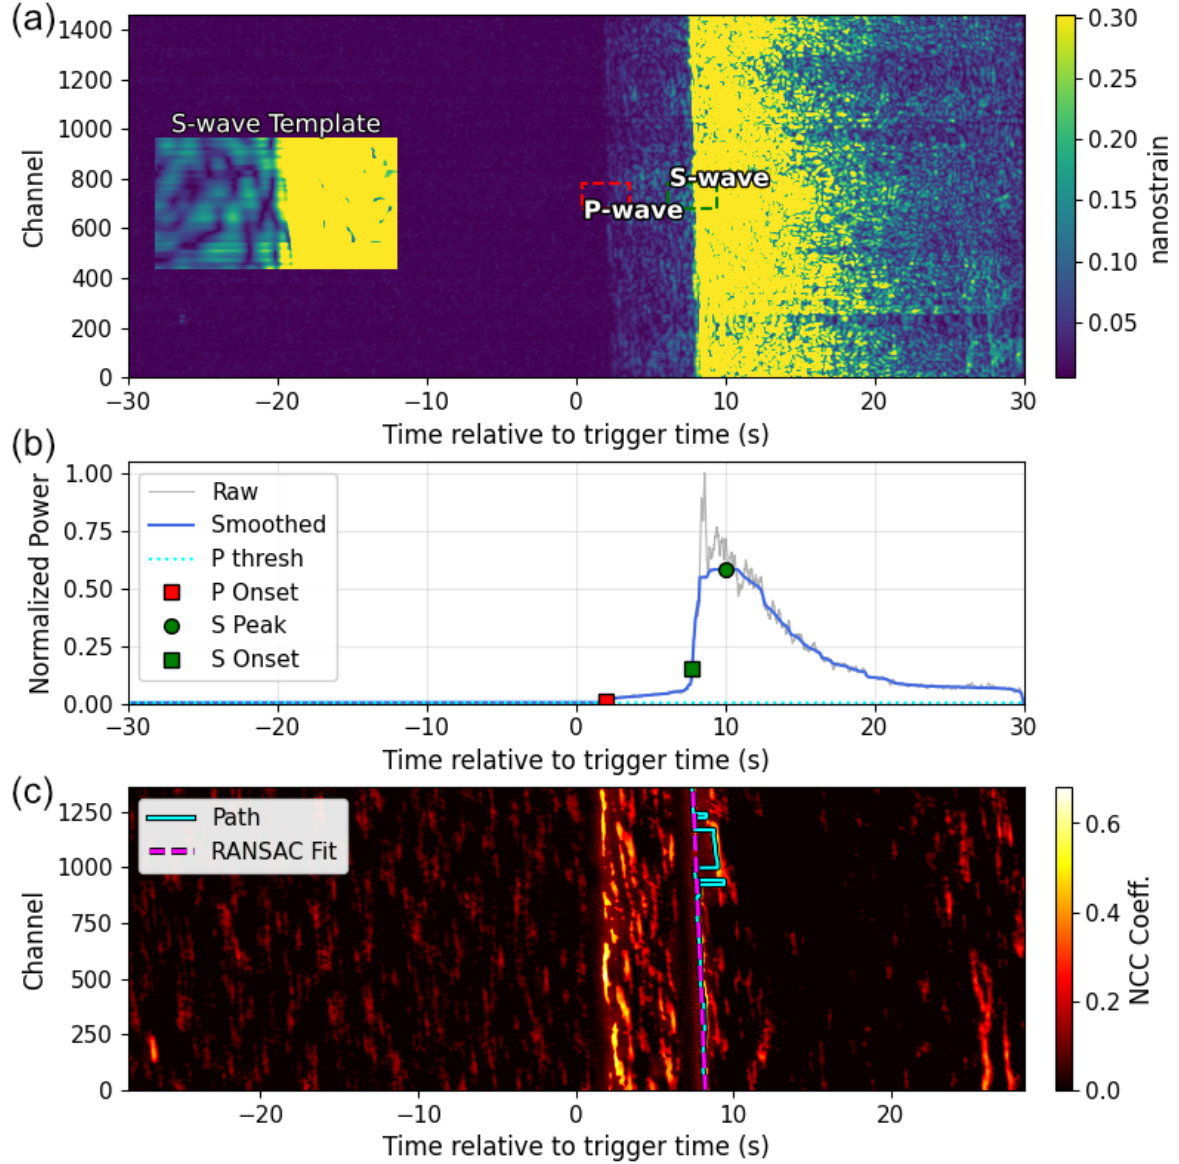 (a)
1400
1200
1000
800
600
400
200
0
Channel
S-wave Template
S-wave
P-wave
−30
−20
−10
0
10
20
30
Time relative to trigger time (s)
0.30
0.25
0.20
0.15
0.10
0.05
nanostrain
(b)
1.00
0.75
0.50
0.25
0.00
Normalized Power
Raw
Smoothed
P thresh
P Onset
S Peak
S Onset
−30
−20
−10
0
10
20
30
Time relative to trigger time (s)
(c)
1250
1000
750
500
250
0
Channel
Path
RANSAC Fit
−20
−10
0
10
20
Time relative to trigger time (s)
0.6
0.4
0.2
0.0
NCC Coeff.